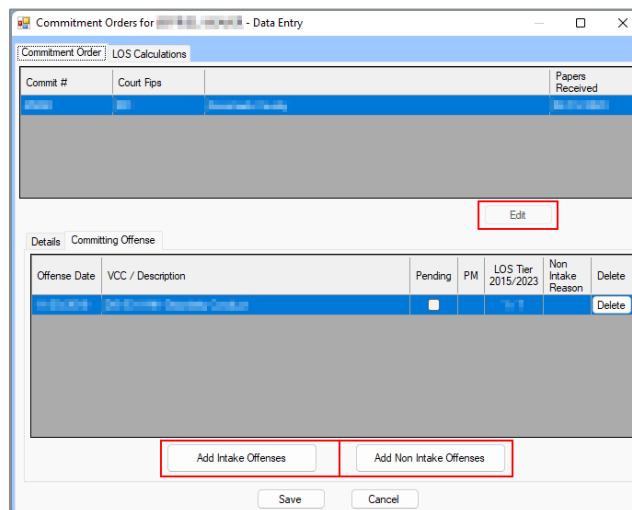 Commitment Orders for - Data Entry
Commitment Order LOS Calculations
Commit # Court Fips Papers Received
Edit
Details Committing Offense
Offense Date VCC / Description Pending PM LOS Tier 2015/2023 Non Intake Reason Delete
Delete
Add Intake Offenses Add Non Intake Offenses
Save Cancel